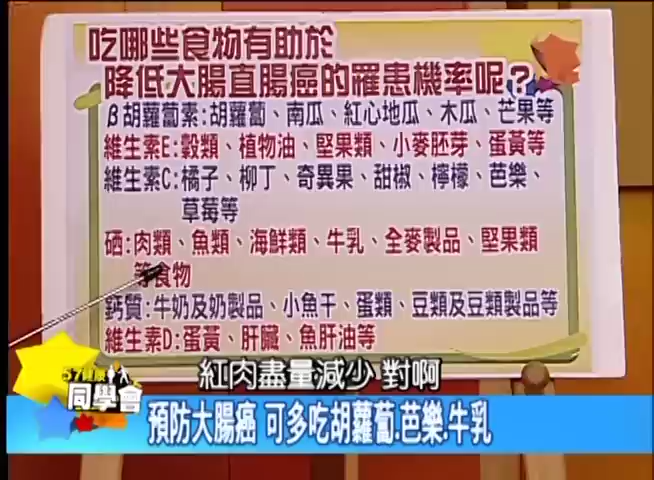 吃哪些食物有助於
降低大腸直腸癌的罹患機率呢？
β胡蘿蔔素:胡蘿蔔、南瓜、紅心地瓜、木瓜、芒果等
維生素E:穀類、植物油、堅果類、小麥胚芽、蛋黃等
維生素C:橘子、柳丁、奇異果、甜椒、檸檬、芭樂、
草莓等
硒:肉類、魚類、海鮮類、牛乳、全麥製品、堅果類
等食物
鈣質:牛奶及奶製品、小魚干、蛋類、豆類及豆類製品等
維生素D:蛋黃、肝臟、魚肝油等
紅肉盡量減少 對啊
57健康
同學會
預防大腸癌 可多吃胡蘿蔔.芭樂.牛乳